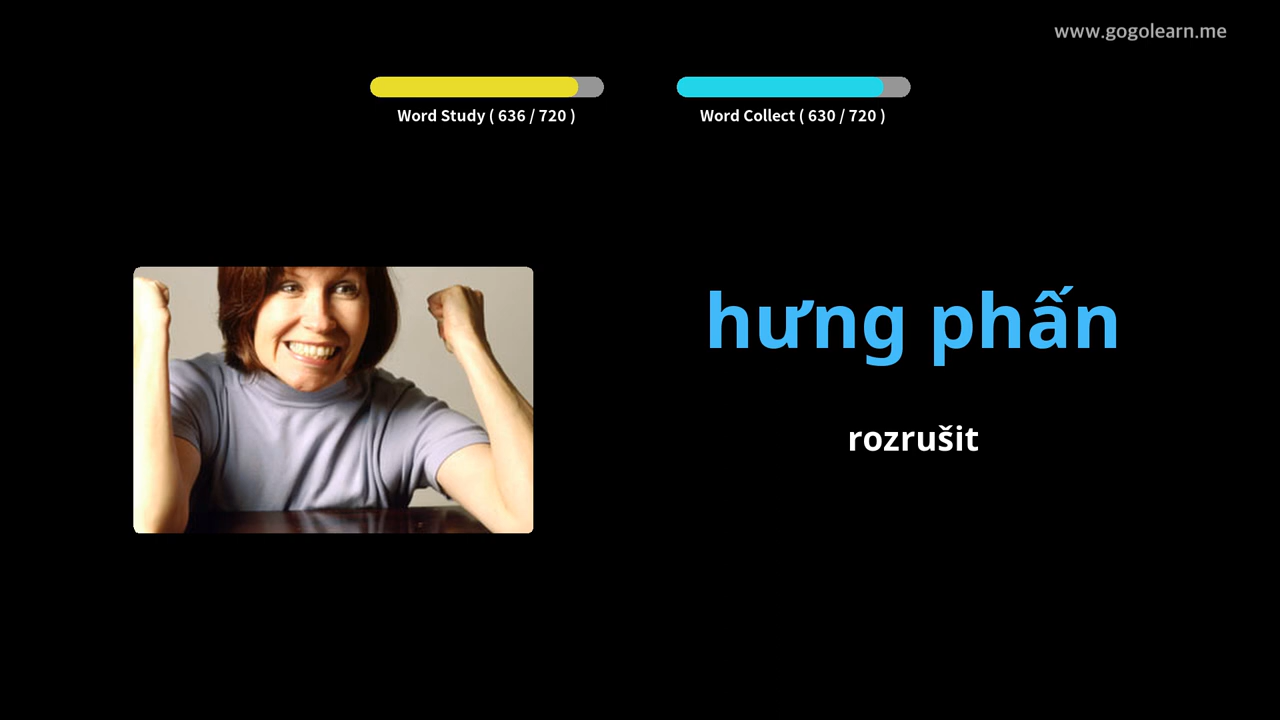 www.gogolearn.me
Word Study ( 636 / 720 )
Word Collect ( 630 / 720 )
hưng phấn
rozrušit